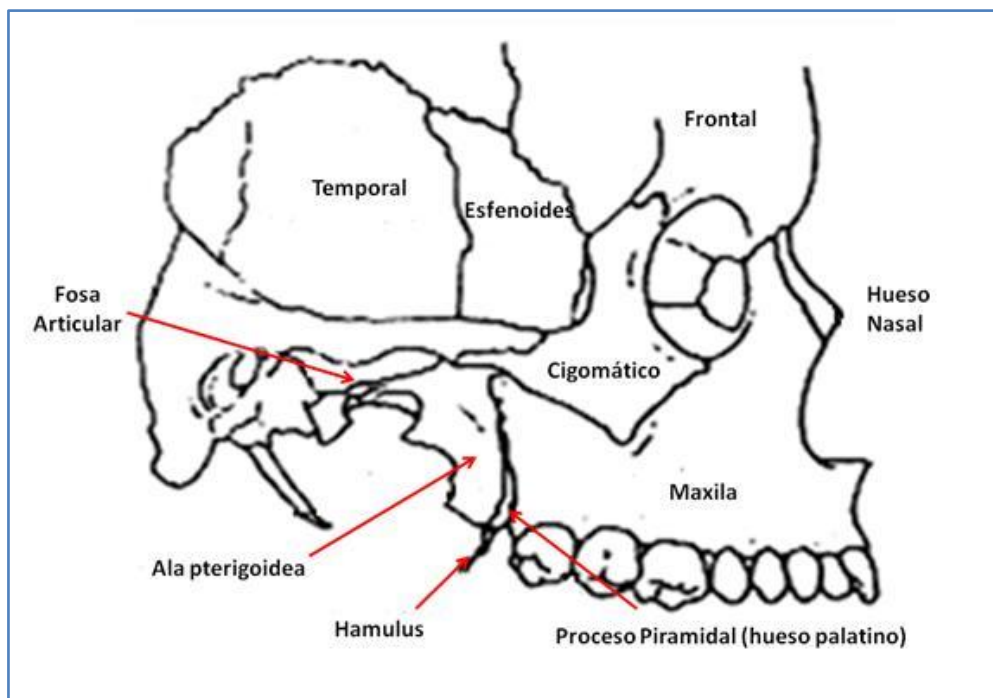 Frontal
Temporal
Esfenoides
Fosa
Articular
Hueso
Nasal
Cigomático
Maxila
Ala pterigoidea
Hamulus
Proceso Piramidal (hueso palatino)